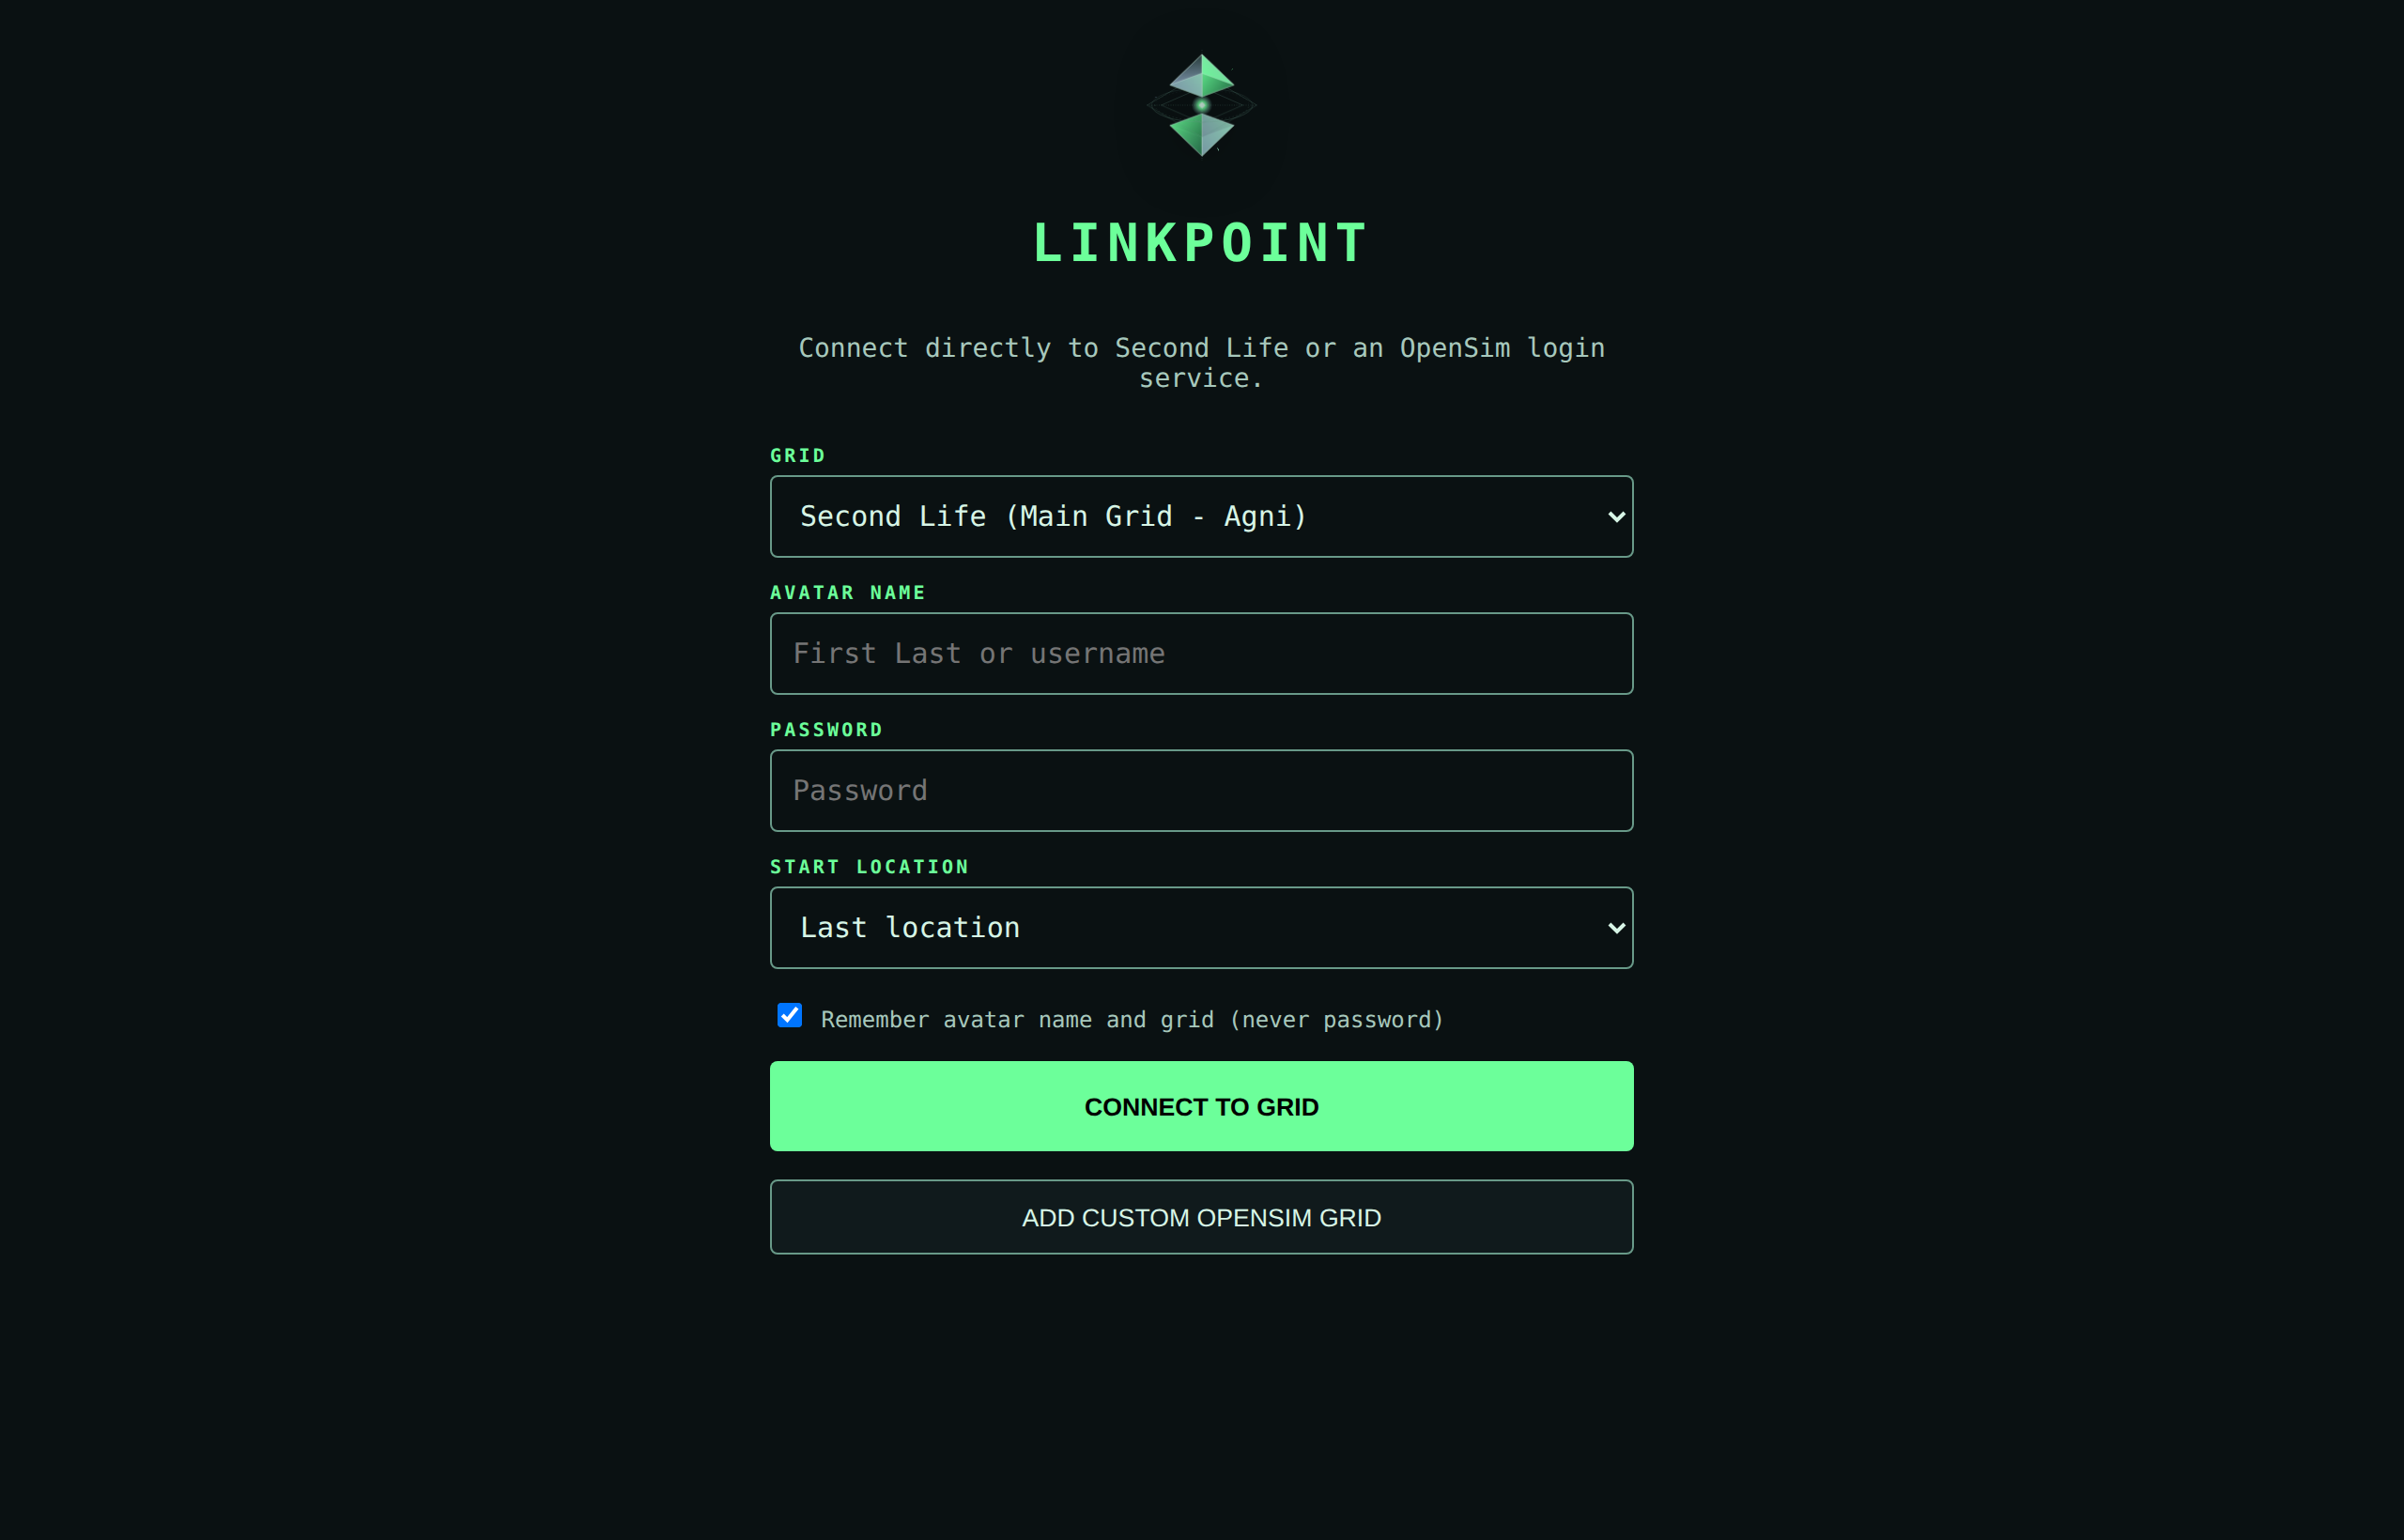 LINKPOINT
Connect directly to Second Life or an OpenSim login
service.
GRID
Second Life (Main Grid - Agni)
AVATAR NAME
First Last or username
PASSWORD
Password
START LOCATION
Last location
Remember avatar name and grid (never password)
CONNECT TO GRID
ADD CUSTOM OPENSIM GRID